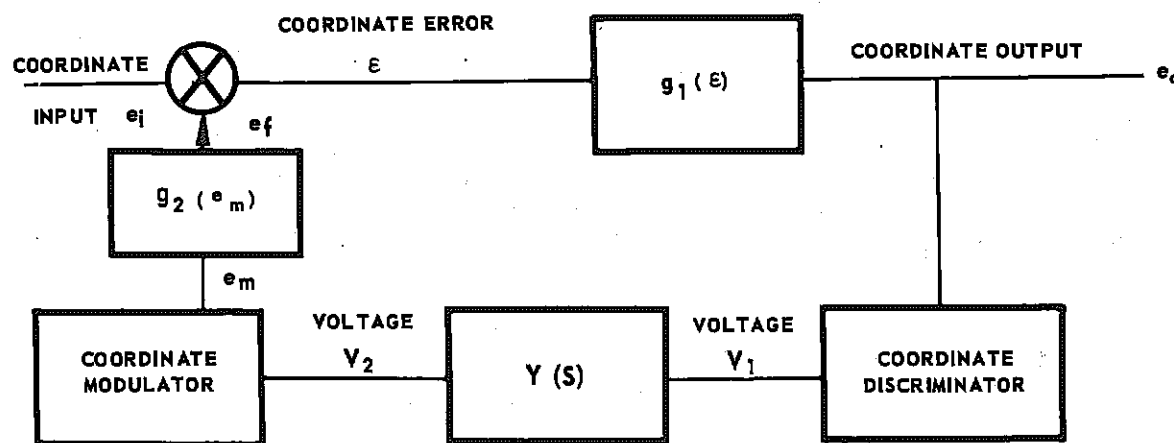 COORDINATE ERROR
COORDINATE
ε
g1(ε)
COORDINATE OUTPUT
INPUT ei
ef
g2(em)
em
COORDINATE
MODULATOR
VOLTAGE
V2
Y(S)
VOLTAGE
V1
COORDINATE
DISCRIMINATOR